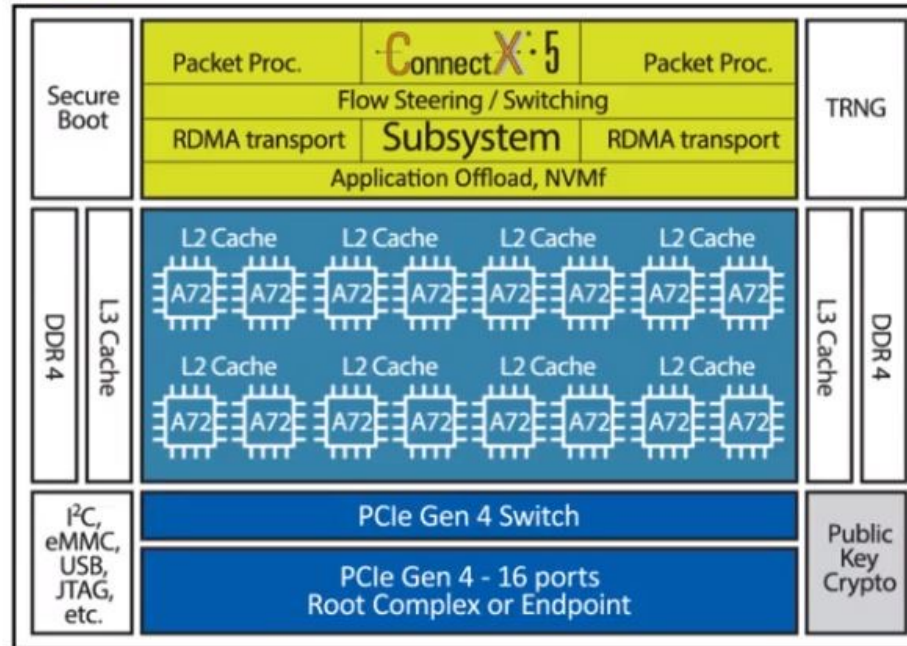 Secure
Boot
Packet Proc.
ConnectX·5
Packet Proc.
TRNG
Flow Steering / Switching
RDMA transport
Subsystem
RDMA transport
Application Offload, NVMf
DDR 4
L3 Cache
L2 Cache L2 Cache L2 Cache L2 Cache
A72 A72 A72 A72 A72 A72 A72 A72
L2 Cache L2 Cache L2 Cache L2 Cache
A72 A72 A72 A72 A72 A72 A72 A72
L3 Cache
DDR 4
I²C,
eMMC,
USB,
JTAG,
etc.
PCIe Gen 4 Switch
PCIe Gen 4 - 16 ports
Root Complex or Endpoint
Public
Key
Crypto